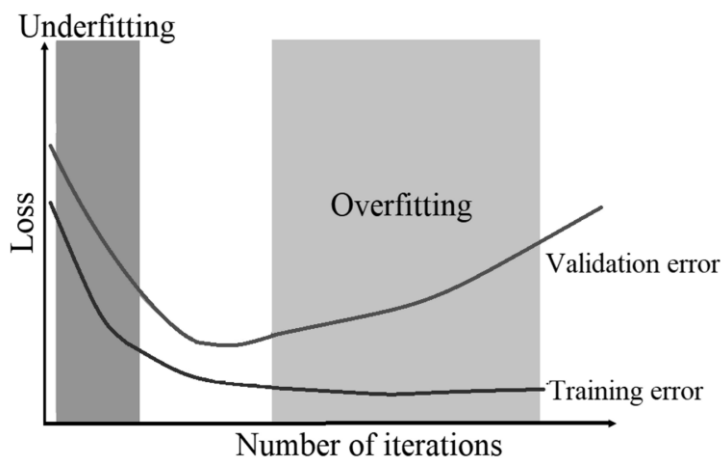 Underfitting
Loss
Overfitting
Validation error
Training error
Number of iterations